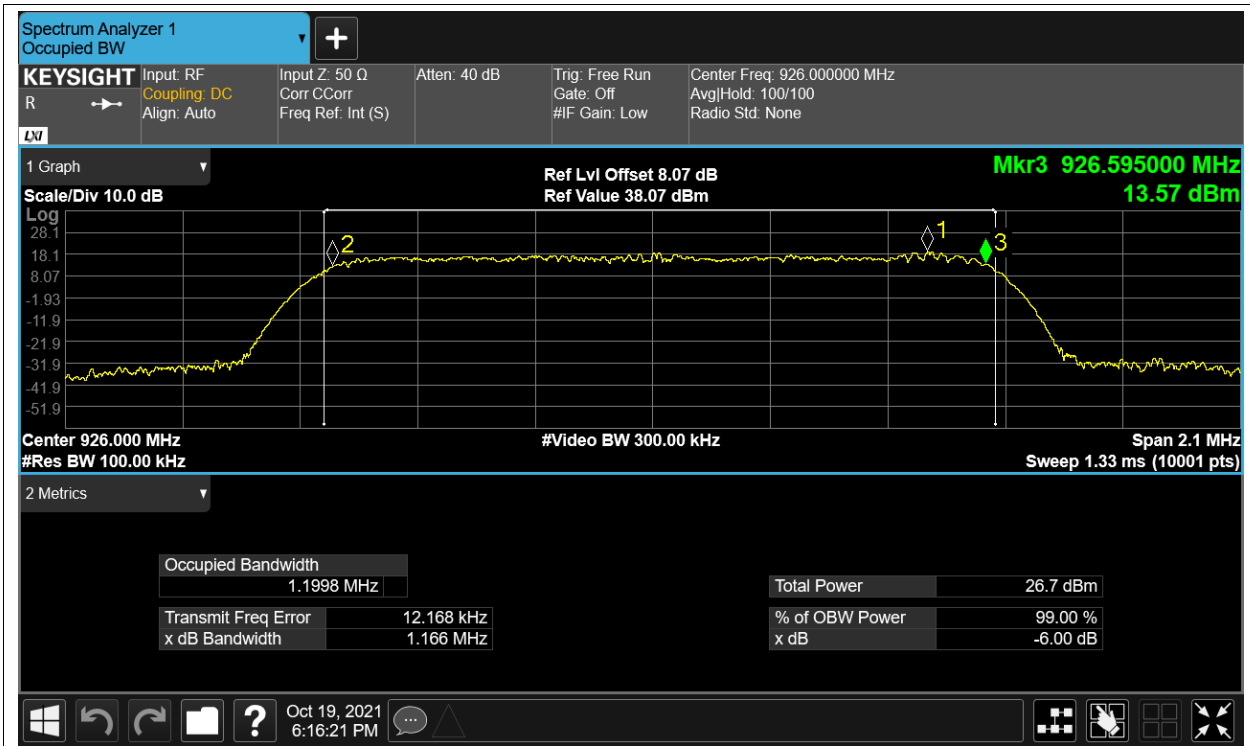 Spectrum Analyzer 1
Occupied BW
KEYSIGHT
R
LXI
Input: RF
Coupling: DC
Align: Auto
Input Z: 50 Ω
Corr CCorr
Freq Ref: Int (S)
Atten: 40 dB
Trig: Free Run
Gate: Off
#IF Gain: Low
Center Freq: 926.000000 MHz
Avg|Hold: 100/100
Radio Std: None
1 Graph
Scale/Div 10.0 dB
Ref Lvl Offset 8.07 dB
Ref Value 38.07 dBm
Mkr3 926.595000 MHz
13.57 dBm
Log
28.1
18.1
8.07
-1.93
-11.9
-21.9
-31.9
-41.9
-51.9
2
1
3
Center 926.000 MHz
#Video BW 300.00 kHz
Span 2.1 MHz
#Res BW 100.00 kHz
Sweep 1.33 ms (10001 pts)
2 Metrics
Occupied Bandwidth
1.1998 MHz
Total Power 26.7 dBm
Transmit Freq Error 12.168 kHz
% of OBW Power 99.00 %
x dB Bandwidth 1.166 MHz
x dB -6.00 dB
?
Oct 19, 2021
6:16:21 PM